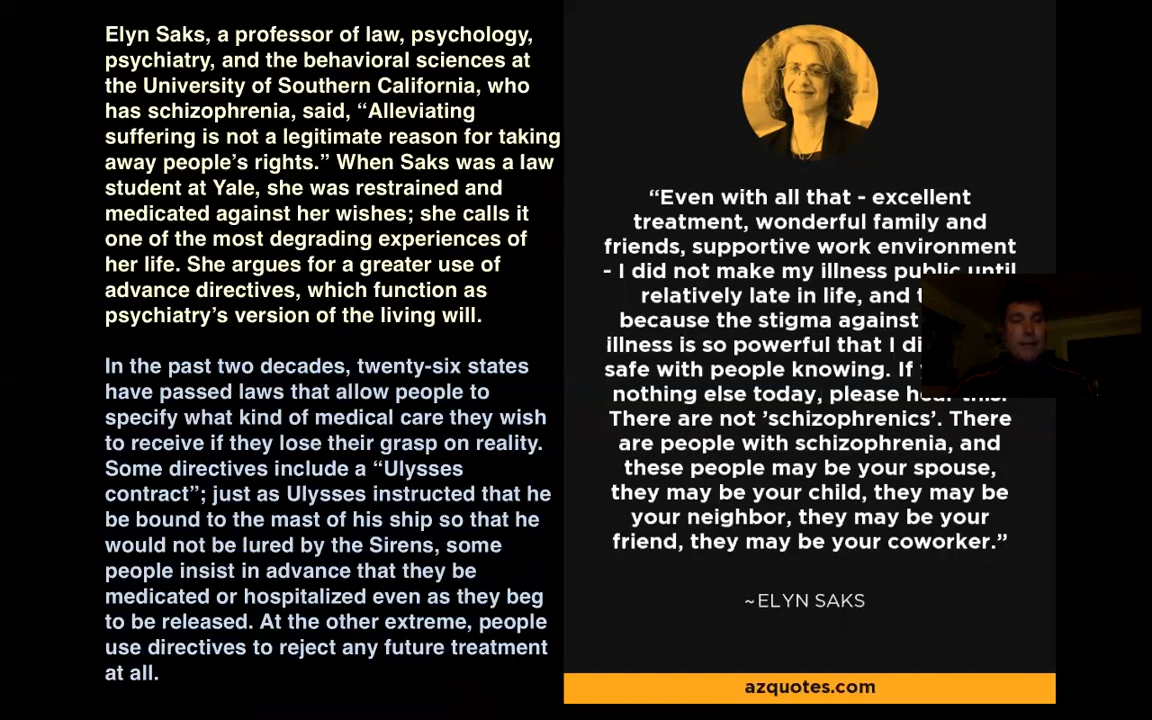 Elyn Saks, a professor of law, psychology,
psychiatry, and the behavioral sciences at
the University of Southern California, who
has schizophrenia, said, “Alleviating
suffering is not a legitimate reason for taking
away people’s rights.” When Saks was a law
student at Yale, she was restrained and
medicated against her wishes; she calls it
one of the most degrading experiences of
her life. She argues for a greater use of
advance directives, which function as
psychiatry’s version of the living will.
In the past two decades, twenty-six states
have passed laws that allow people to
specify what kind of medical care they wish
to receive if they lose their grasp on reality.
Some directives include a “Ulysses
contract”; just as Ulysses instructed that he
be bound to the mast of his ship so that he
would not be lured by the Sirens, some
people insist in advance that they be
medicated or hospitalized even as they beg
to be released. At the other extreme, people
use directives to reject any future treatment
at all.
“Even with all that - excellent
treatment, wonderful family and
friends, supportive work environment
- I did not make my illness public until
relatively late in life, and
because the stigma against
illness is so powerful that I
safe with people knowing. If
nothing else today, please hear this:
There are not ’schizophrenics’. There
are people with schizophrenia, and
these people may be your spouse,
they may be your child, they may be
your neighbor, they may be your
friend, they may be your coworker.”
~ELYN SAKS
azquotes.com